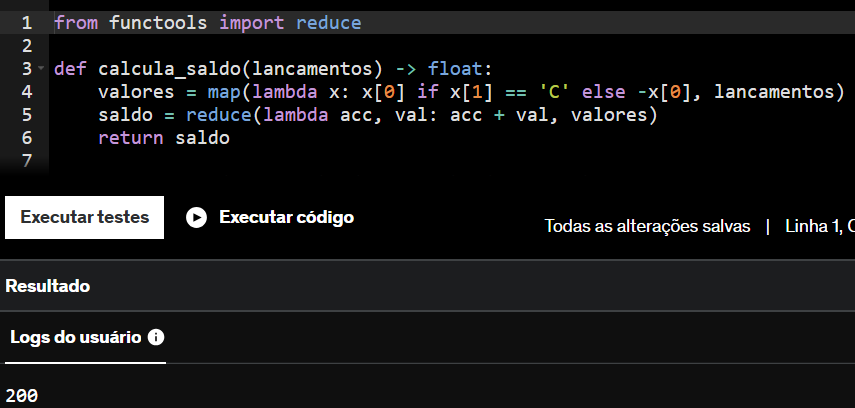 1 from functools import reduce
2
3 def calcula_saldo(lancamentos) -> float:
4     valores = map(lambda x: x[0] if x[1] == 'C' else -x[0], lancamentos)
5     saldo = reduce(lambda acc, val: acc + val, valores)
6     return saldo
7
Executar testes
Executar código
Todas as alterações salvas | Linha 1, C
Resultado
Logs do usuário
200